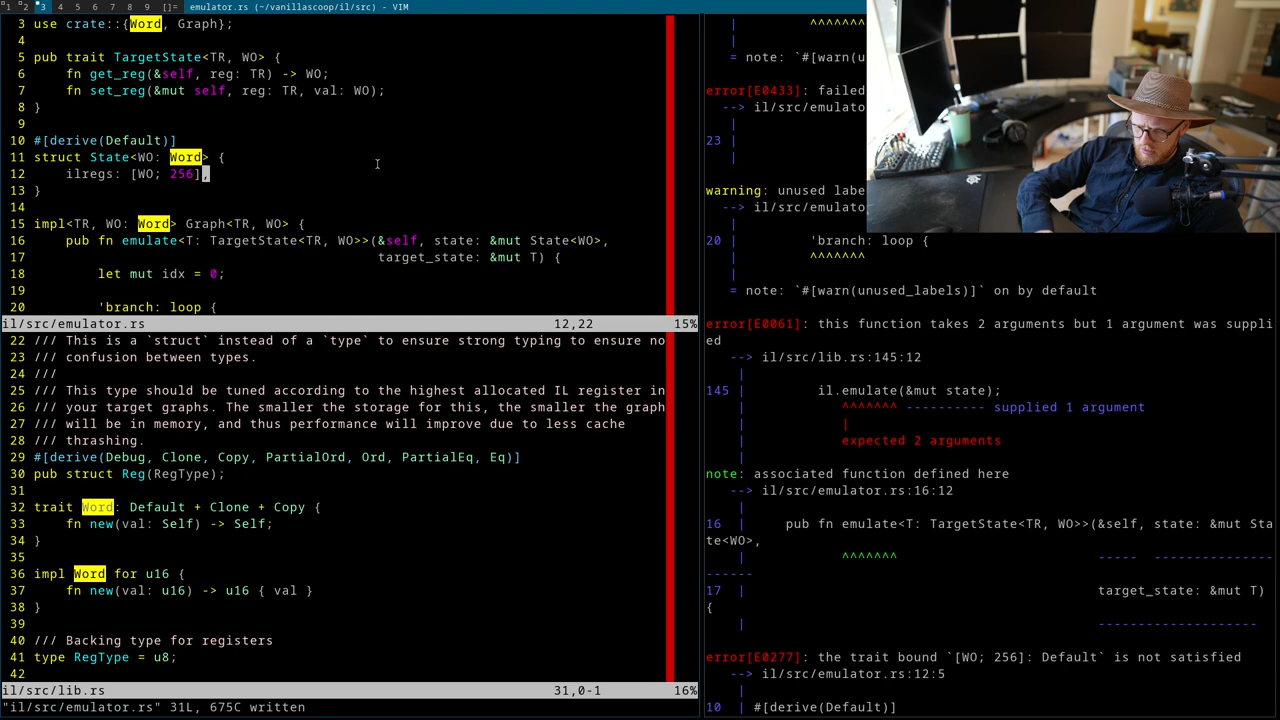 1 2 3 4 5 6 7 8 9 []= emulator.rs (~/vanillascoop/il/src) - VIM
3 use crate::{Word, Graph};
4
5 pub trait TargetState<TR, WO> {
6     fn get_reg(&self, reg: TR) -> WO;
7     fn set_reg(&mut self, reg: TR, val: WO);
8 }
9
10 #[derive(Default)]
11 struct State<WO: Word> {
12     ilregs: [WO; 256],
13 }
14
15 impl<TR, WO: Word> Graph<TR, WO> {
16     pub fn emulate<T: TargetState<TR, WO>>(&self, state: &mut State<WO>,
17                                            target_state: &mut T) {
18         let mut idx = 0;
19
20         'branch: loop {
il/src/emulator.rs 12,22 15%
22 /// This is a `struct` instead of a `type` to ensure strong typing to ensure no
23 /// confusion between types.
24 ///
25 /// This type should be tuned according to the highest allocated IL register in
26 /// your target graphs. The smaller the storage for this, the smaller the graph
27 /// will be in memory, and thus performance will improve due to less cache
28 /// thrashing.
29 #[derive(Debug, Clone, Copy, PartialOrd, Ord, PartialEq, Eq)]
30 pub struct Reg(RegType);
31
32 trait Word: Default + Clone + Copy {
33     fn new(val: Self) -> Self;
34 }
35
36 impl Word for u16 {
37     fn new(val: u16) -> u16 { val }
38 }
39
40 /// Backing type for registers
41 type RegType = u8;
42
il/src/lib.rs 31,0-1 16%
"il/src/emulator.rs" 31L, 675C written
|         ^^^^^^^
|
= note: `#[warn(u
error[E0433]: failed
--> il/src/emulato
|
23 |
|
warning: unused labe
--> il/src/emulato
|
20 |         'branch: loop {
|         ^^^^^^^
|
= note: `#[warn(unused_labels)]` on by default
error[E0061]: this function takes 2 arguments but 1 argument was suppli
ed
--> il/src/lib.rs:145:12
|
145 |         il.emulate(&mut state);
|            ^^^^^^^ ---------- supplied 1 argument
|            |
|            expected 2 arguments
|
note: associated function defined here
--> il/src/emulator.rs:16:12
|
16 |     pub fn emulate<T: TargetState<TR, WO>>(&self, state: &mut Sta
te<WO>,
|            ^^^^^^^                         -----  ---------------
------
17 |                                            target_state: &mut T)
{
|                                            --------------------
error[E0277]: the trait bound `[WO; 256]: Default` is not satisfied
--> il/src/emulator.rs:12:5
|
10 | #[derive(Default)]